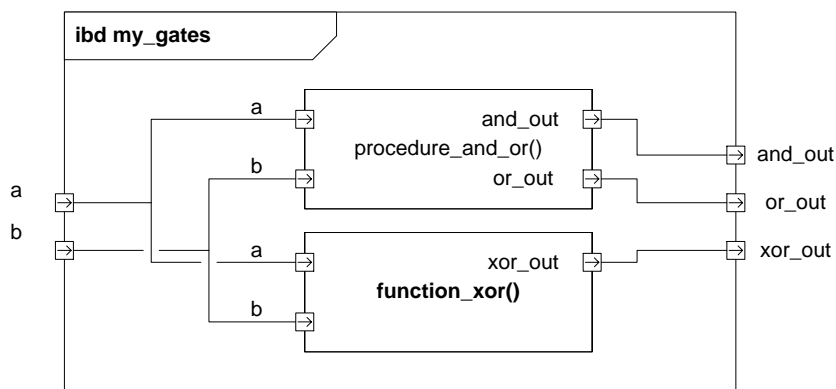 ibd my_gates
a
and_out
procedure_and_or()
b
or_out
and_out
a
or_out
b
a
xor_out
xor_out
function_xor()
b